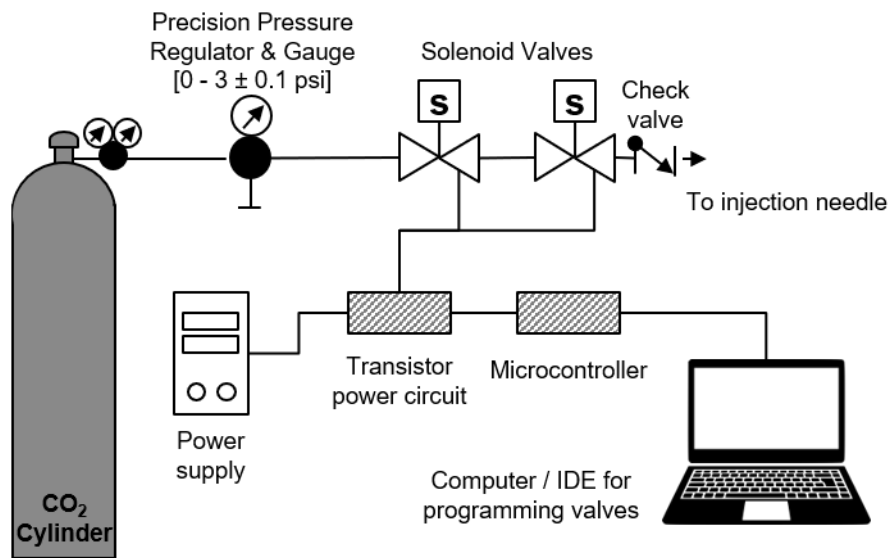 Precision Pressure
Regulator & Gauge
[0 - 3 ± 0.1 psi]
Solenoid Valves
S
S
Check
valve
To injection needle
Transistor
power circuit
Microcontroller
Power
supply
Computer / IDE for
programming valves
CO₂
Cylinder